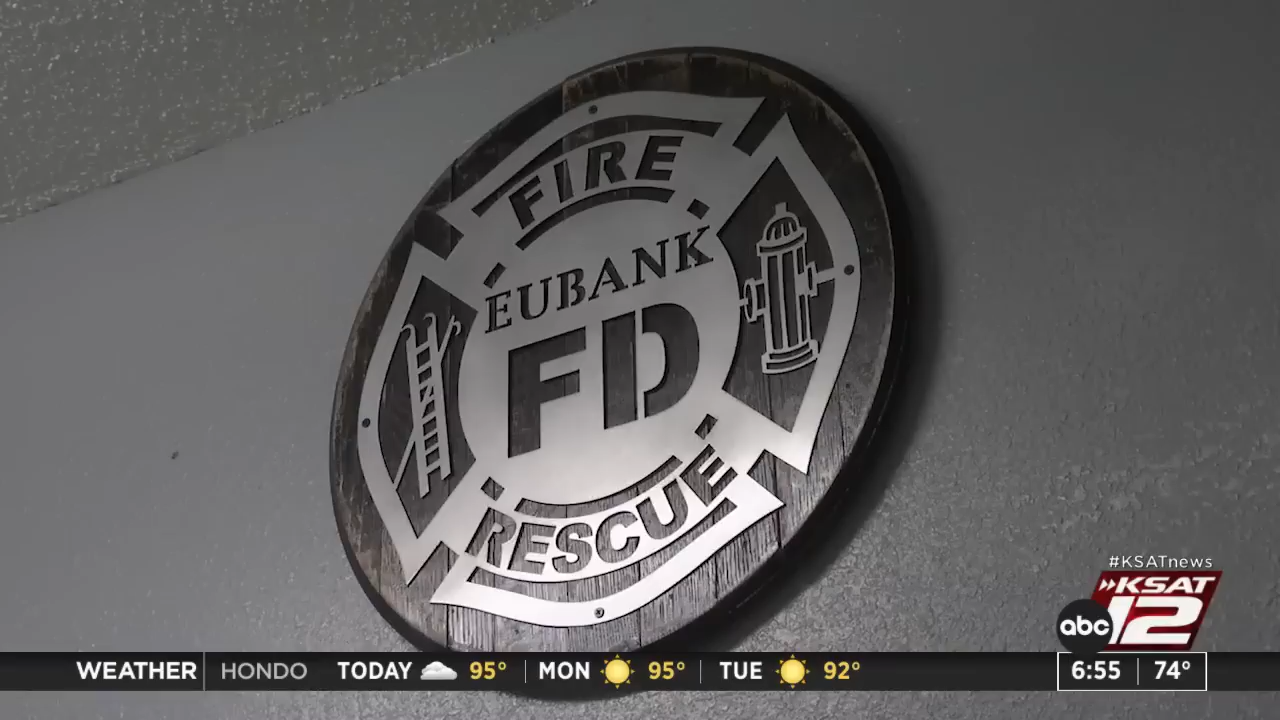 FIRE
EUBANK
FD
RESCUE
#KSATnews
KSAT
abc 12
WEATHER HONDO TODAY 95° MON 95° TUE 92° 6:55 74°